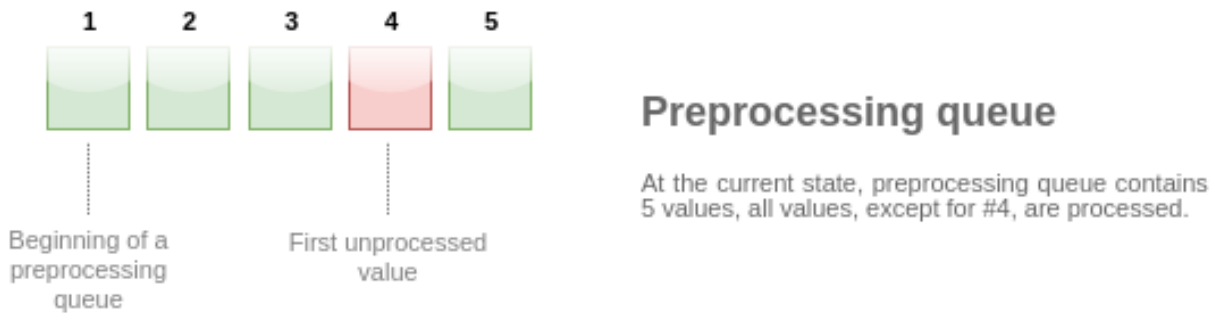 1 2 3 4 5
Beginning of a
preprocessing
queue
First unprocessed
value
Preprocessing queue
At the current state, preprocessing queue contains
5 values, all values, except for #4, are processed.